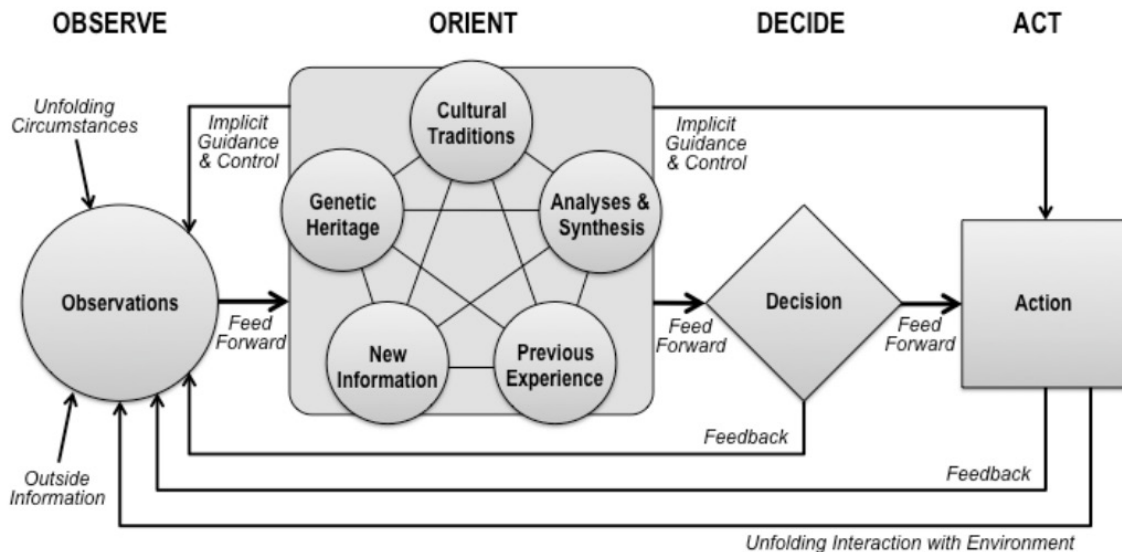 OBSERVE
ORIENT
DECIDE
ACT
Unfolding
Circumstances
Implicit
Guidance
& Control
Cultural
Traditions
Implicit
Guidance
& Control
Genetic
Heritage
Analyses &
Synthesis
Observations
Feed
Forward
New
Information
Previous
Experience
Feed
Forward
Decision
Feed
Forward
Action
Feedback
Feedback
Outside
Information
Unfolding Interaction with Environment